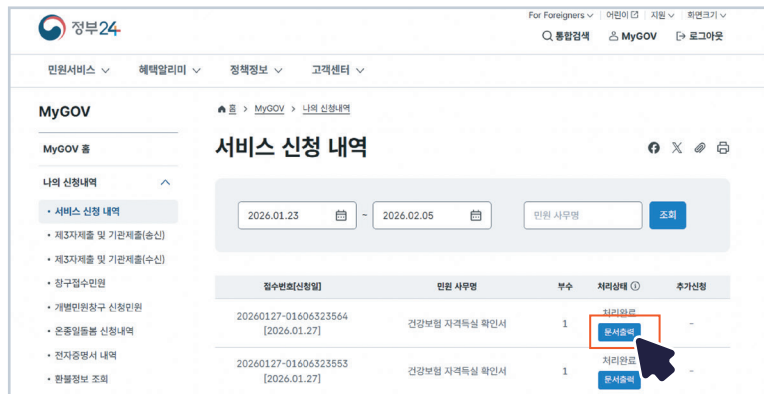 For Foreigners 어린이 지원 화면크기
정부24
통합검색 MyGOV 로그아웃
민원서비스 혜택알리미 정책정보 고객센터
MyGOV
홈 > MyGOV > 나의 신청내역
MyGOV 홈
서비스 신청 내역
나의 신청내역
• 서비스 신청 내역
• 제3자제출 및 기관제출(송신)
• 제3자제출 및 기관제출(수신)
• 창구접수민원
• 개별민원창구 신청민원
• 온종일돌봄 신청내역
• 전자증명서 내역
• 환불정보 조회
2026.01.23 ~ 2026.02.05 민원 사무명 조회
접수번호[신청일] 민원 사무명 부수 처리상태 추가신청
20260127-01606323564
[2026.01.27]
건강보험 자격득실 확인서 1
처리완료
문서출력
-
20260127-01606323553
[2026.01.27]
건강보험 자격득실 확인서 1
처리완료
문서출력
-